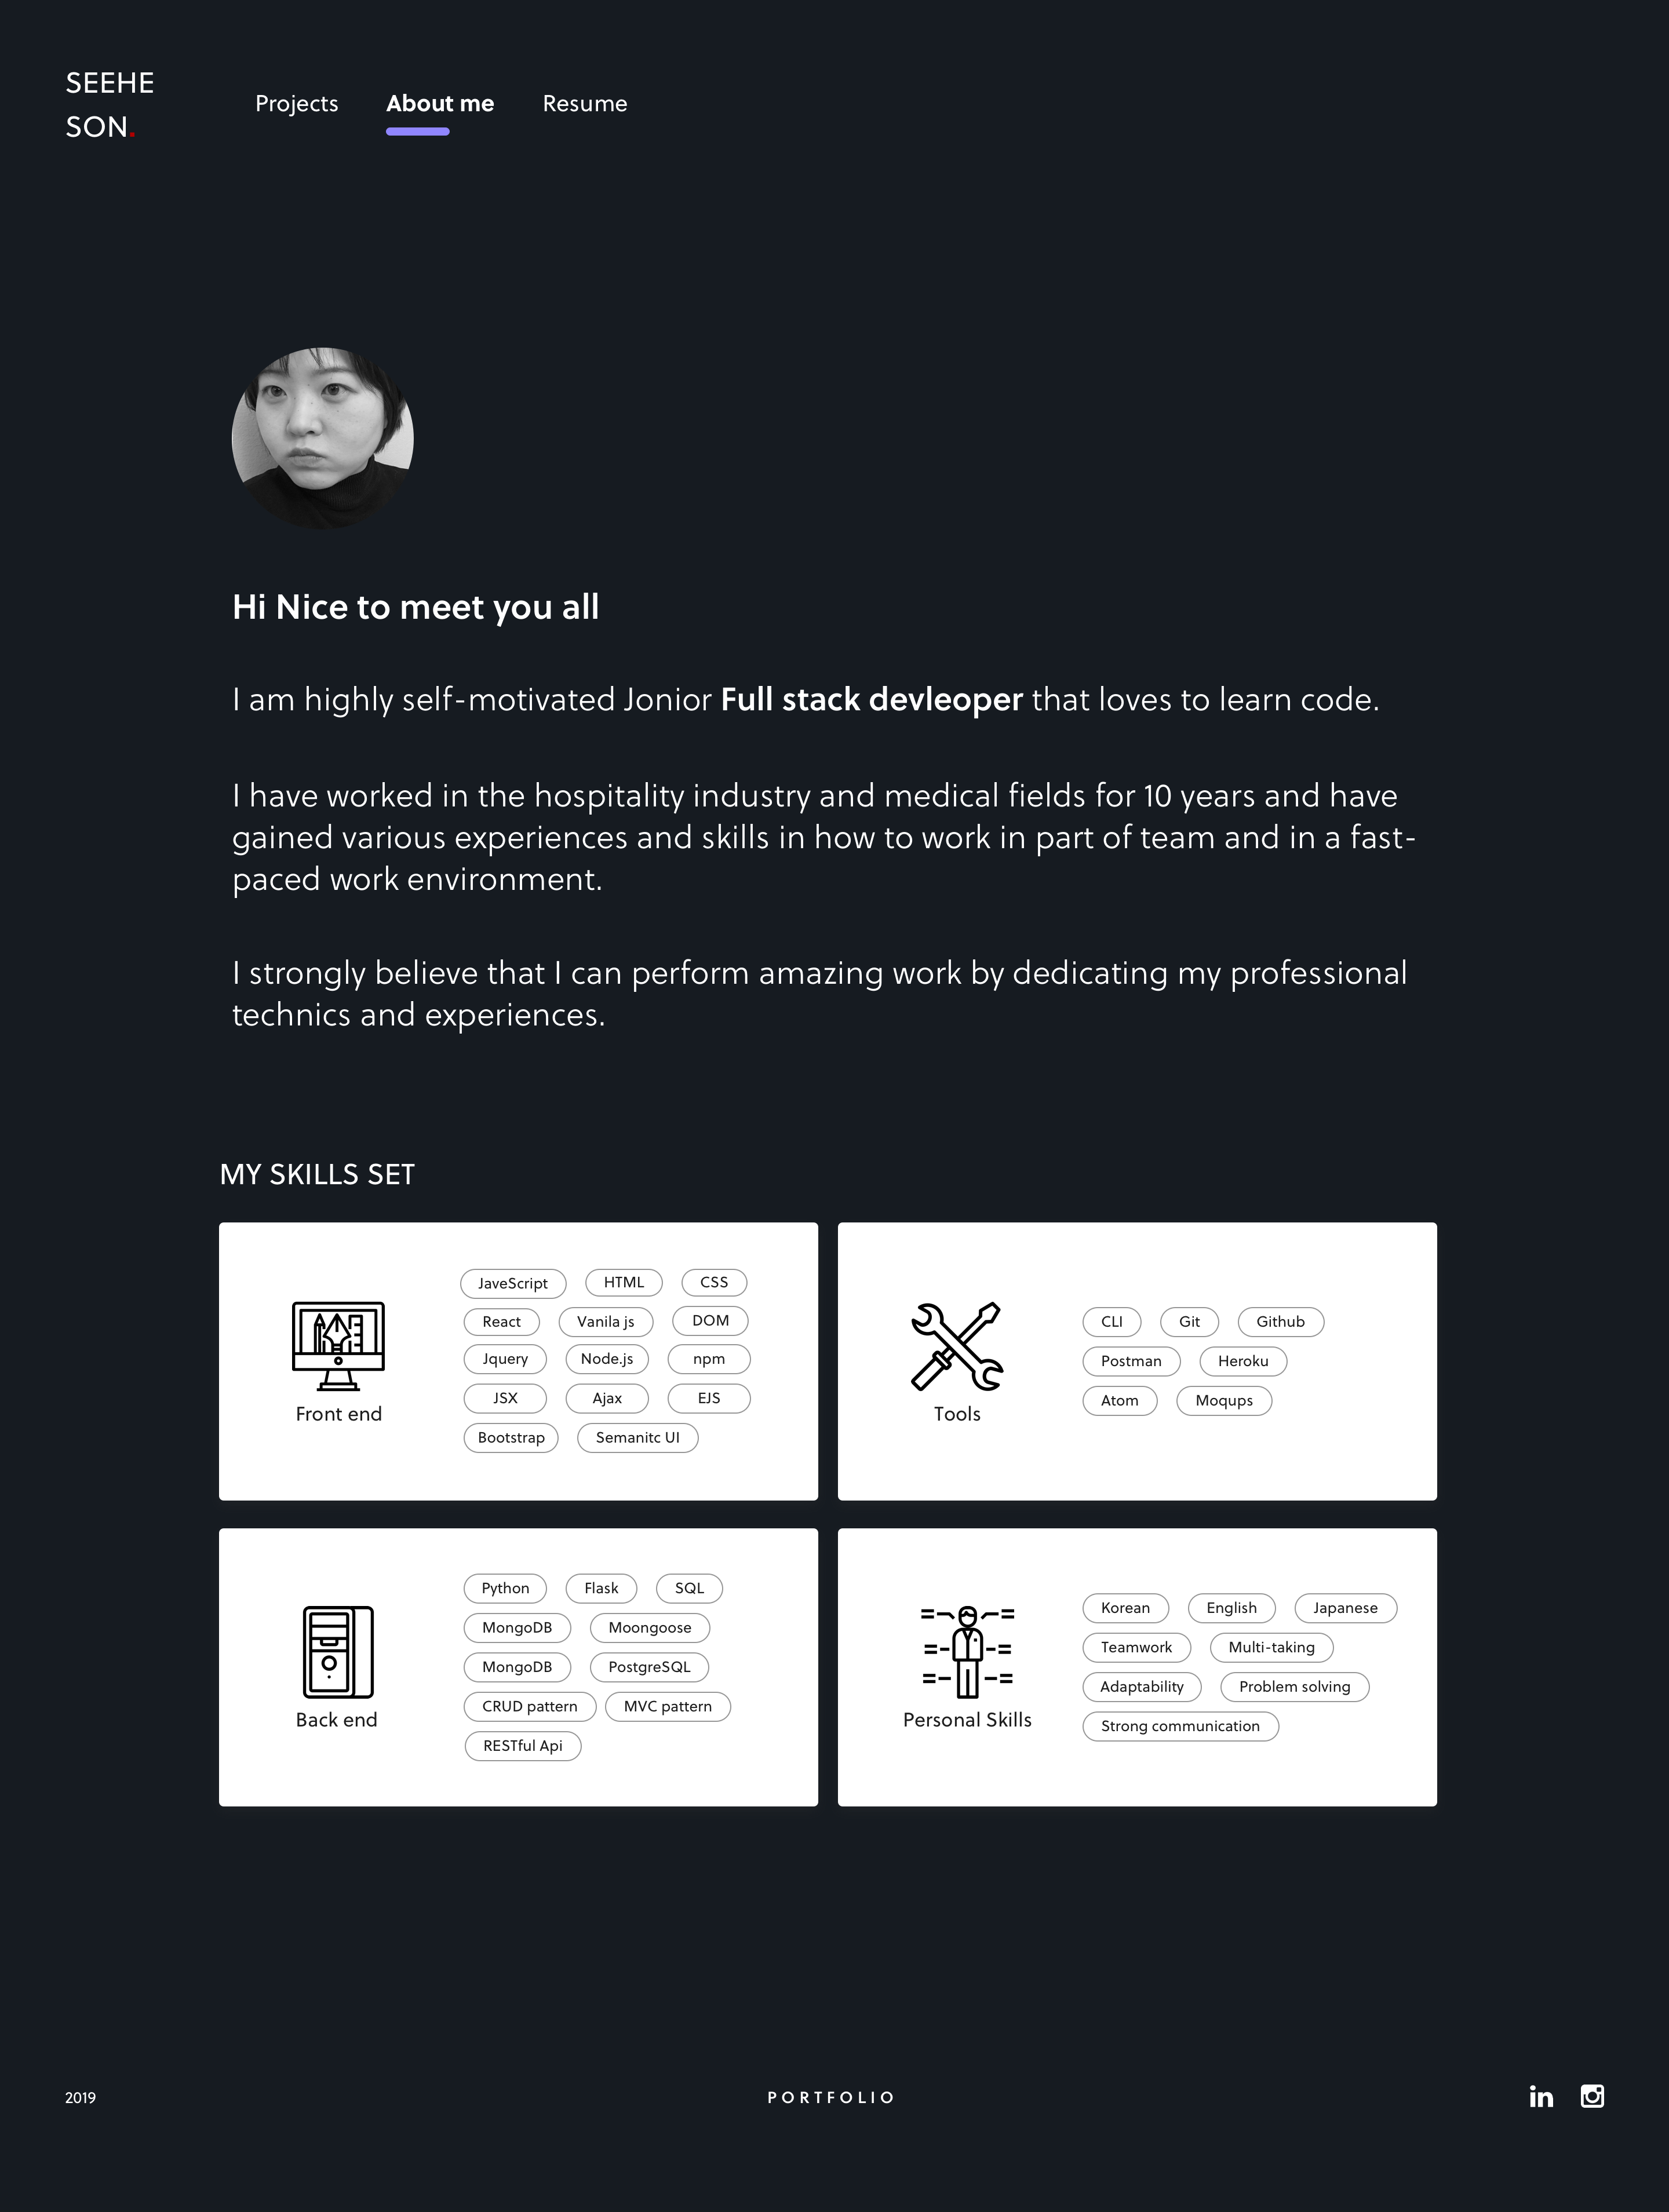 SEEHE
SON.
Projects About me Resume
Hi Nice to meet you all
I am highly self-motivated Jonior Full stack devleoper that loves to learn code.
I have worked in the hospitality industry and medical fields for 10 years and have
gained various experiences and skills in how to work in part of team and in a fast-
paced work environment.
I strongly believe that I can perform amazing work by dedicating my professional
technics and experiences.
MY SKILLS SET
Front end
JaveScript HTML CSS
React Vanila js DOM
Jquery Node.js npm
JSX Ajax EJS
Bootstrap Semanitc UI
Tools
CLI Git Github
Postman Heroku
Atom Moqups
Back end
Python Flask SQL
MongoDB Moongoose
MongoDB PostgreSQL
CRUD pattern MVC pattern
RESTful Api
Personal Skills
Korean English Japanese
Teamwork Multi-taking
Adaptability Problem solving
Strong communication
2019
PORTFOLIO
in